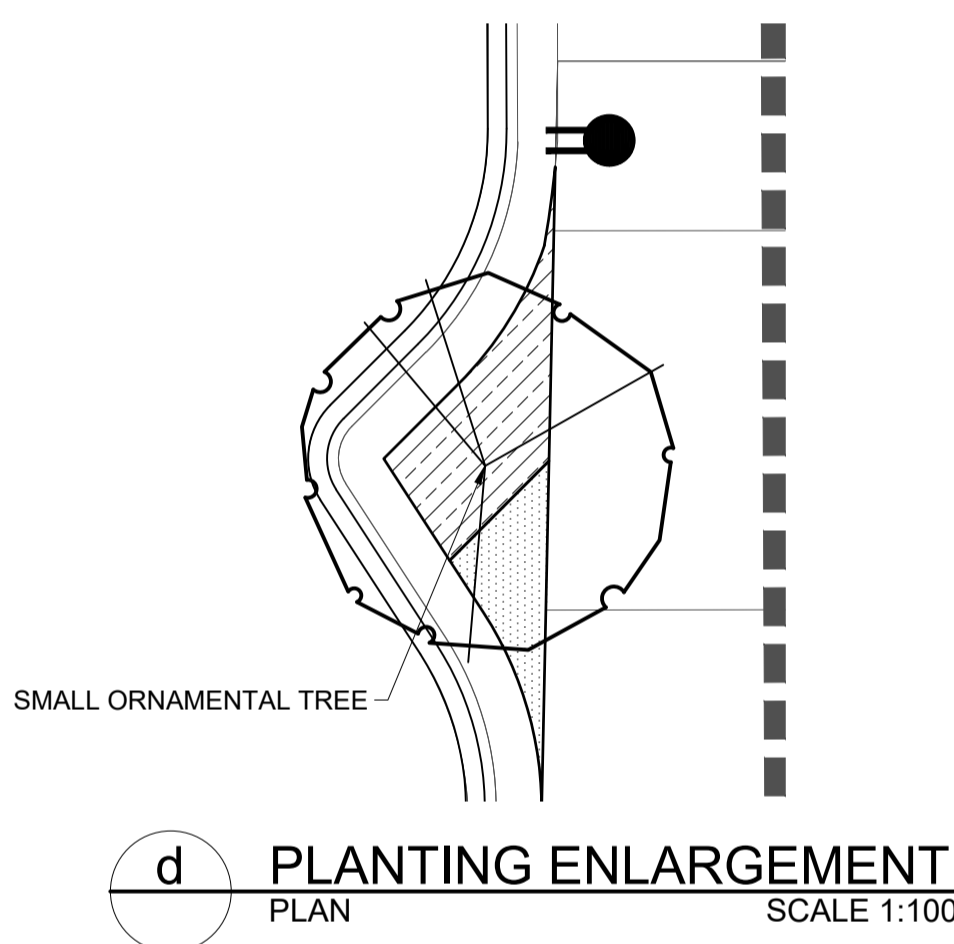 SMALL ORNAMENTAL TREE
d
PLANTING ENLARGEMENT
PLAN
SCALE 1:100